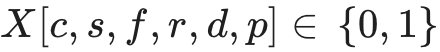 X[c, s, f, r, d, p] ∈ {0, 1}